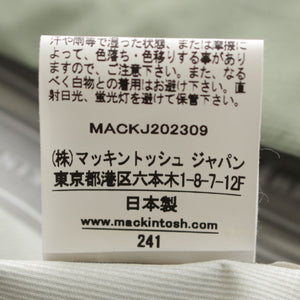 汗や雨等で湿った状態、または摩擦に
よって、色落ち・色移りする事があり
ますので、ご注意下さい。また、なる
べく白物との着用はお避け下さい。直
射日光、蛍光灯を避けて保管下さい。
MACKJ202309
(株)マッキントッシュ ジャパン
東京都港区六本木1-8-7-12F
日本製
www.mackintosh.com
241